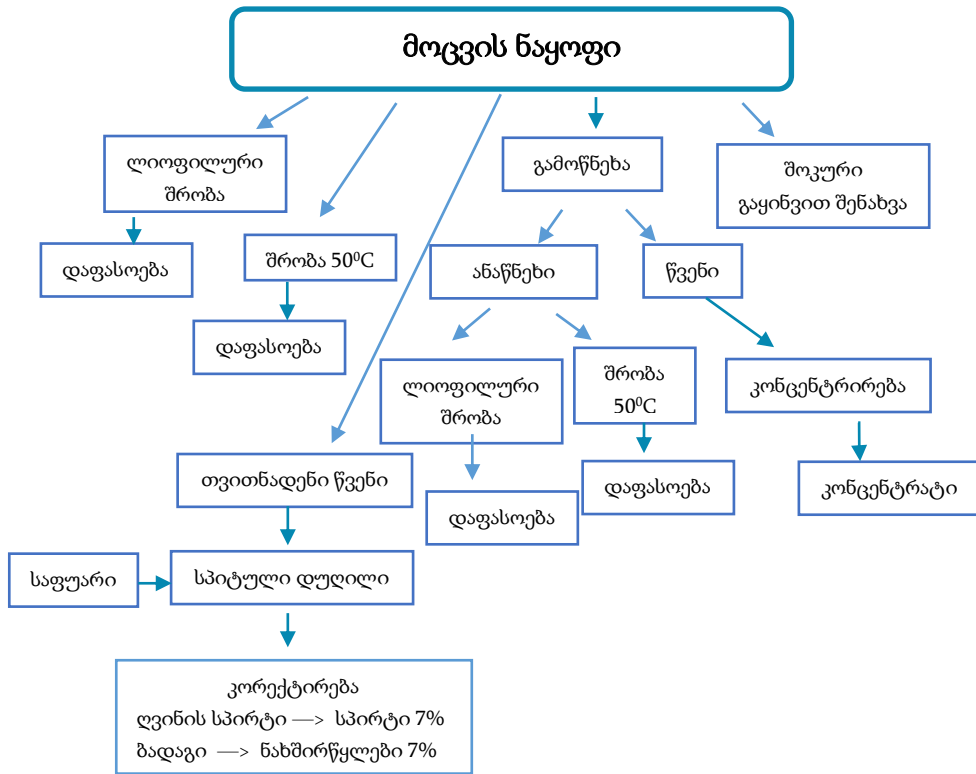 მოცვის ნაყოფი
ლიოფილური
შრობა
გამოწნეხა
შოკური
გაყინვით შენახვა
დაფასოება
შრობა 50⁰C
ანაწნეხი
წვენი
დაფასოება
ლიოფილური
შრობა
შრობა
50⁰C
კონცენტრირება
თვითნადენი წვენი
დაფასოება
დაფასოება
კონცენტრატი
საფუარი
სპიტული დუღილი
კორექტირება
ღვინის სპირტი —> სპირტი 7%
ბადაგი —> ნახშირწყლები 7%